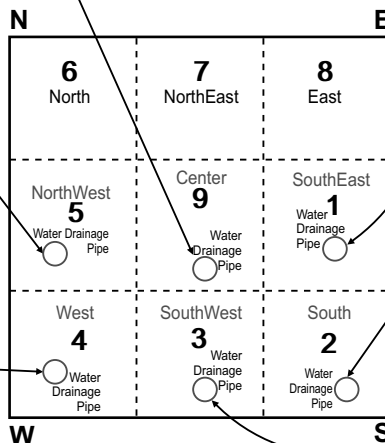 N
E
6
North
7
NorthEast
8
East
NorthWest
5
Water Drainage
Pipe
Center
9
Water
Drainage
Pipe
SouthEast
1
Water
Drainage
Pipe
West
4
Water
Drainage
Pipe
SouthWest
3
Water
Drainage
Pipe
South
2
Water
Drainage
Pipe
W
S